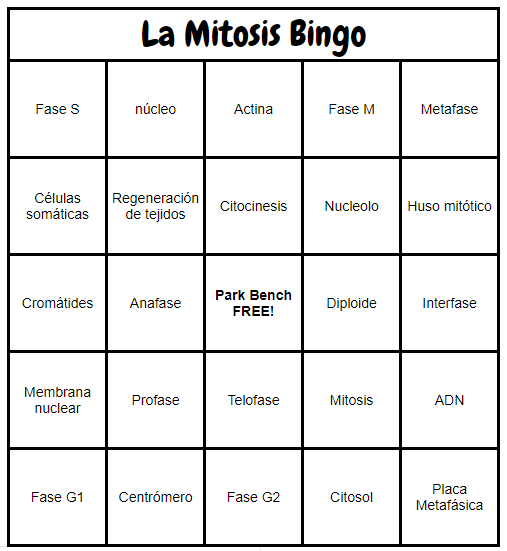 La Mitosis Bingo
Fase S
núcleo
Actina
Fase M
Metafase
Células
somáticas
Regeneración
de tejidos
Citocinesis
Nucleolo
Huso mitótico
Cromátides
Anafase
Park Bench
FREE!
Diploide
Interfase
Membrana
nuclear
Profase
Telofase
Mitosis
ADN
Fase G1
Centrómero
Fase G2
Citosol
Placa
Metafásica